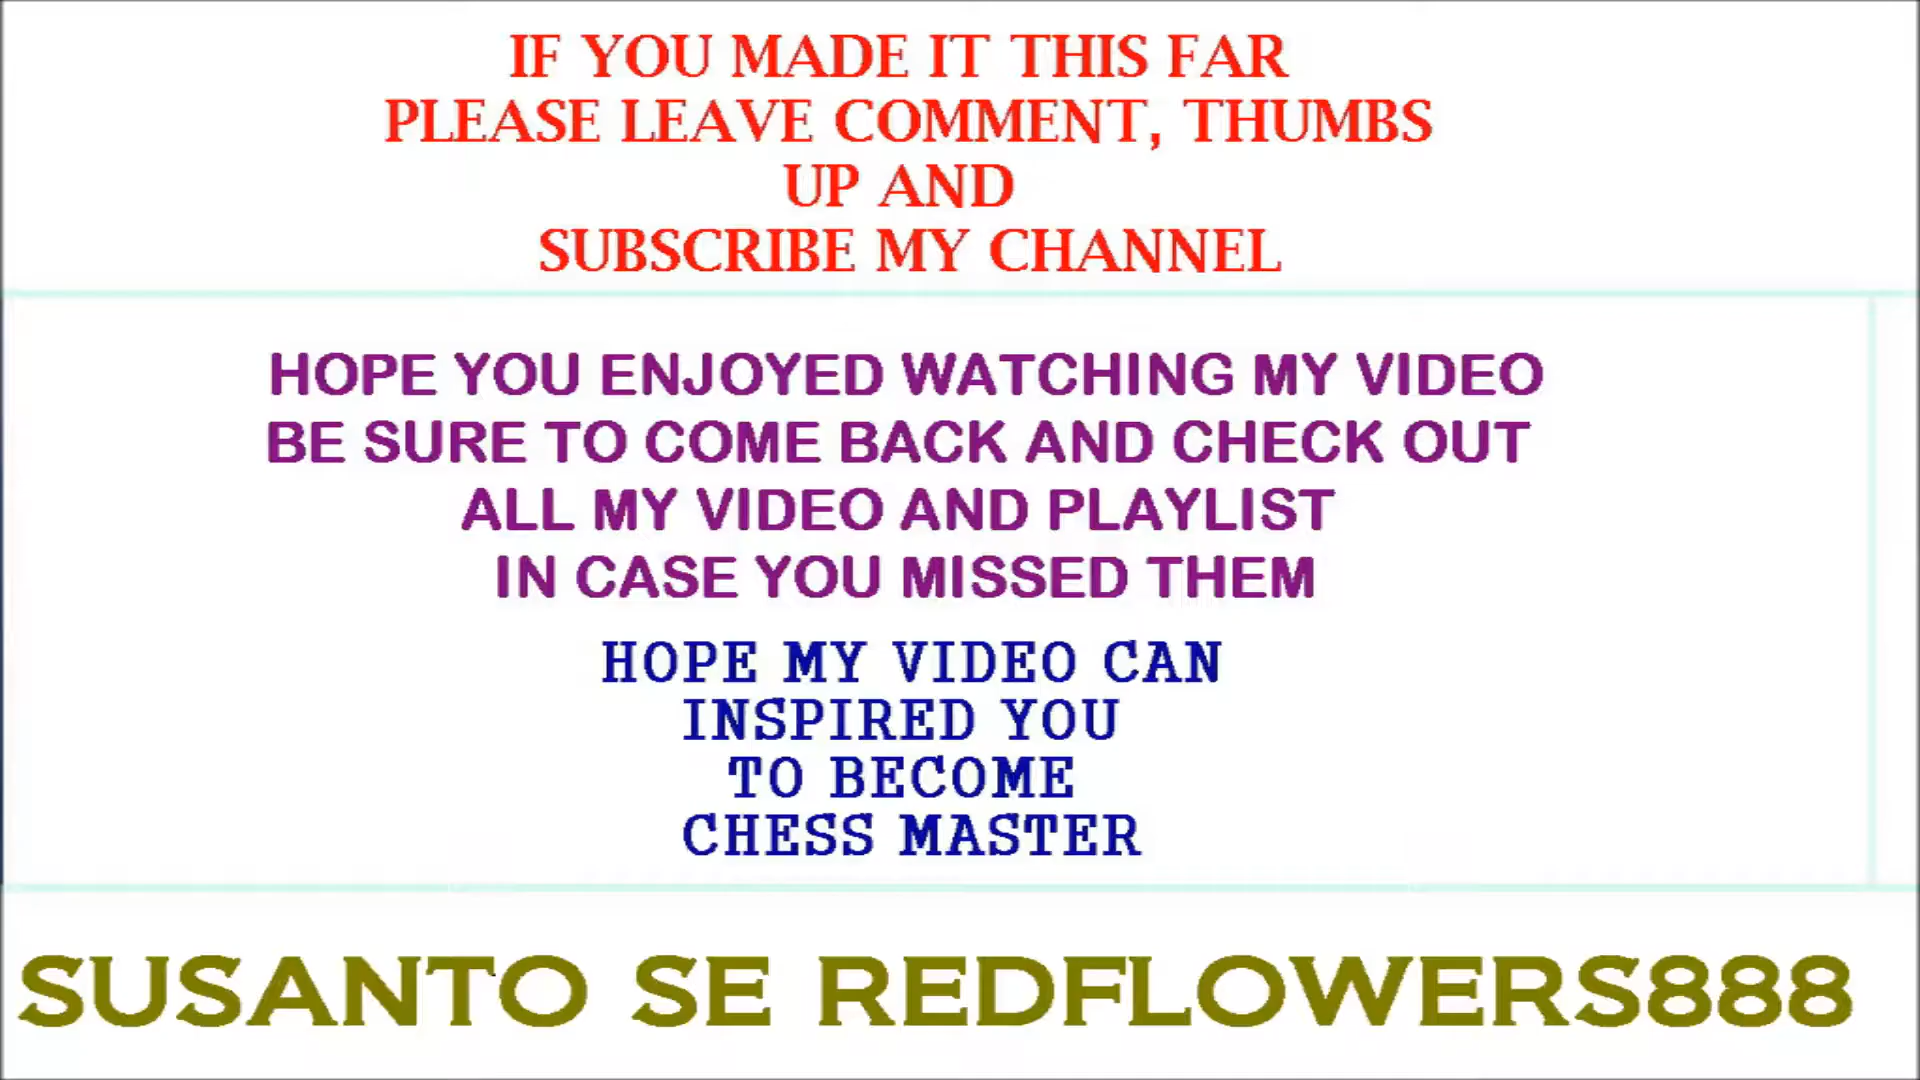 IF YOU MADE IT THIS FAR
PLEASE LEAVE COMMENT, THUMBS
UP AND
SUBSCRIBE MY CHANNEL
HOPE YOU ENJOYED WATCHING MY VIDEO
BE SURE TO COME BACK AND CHECK OUT
ALL MY VIDEO AND PLAYLIST
IN CASE YOU MISSED THEM
HOPE MY VIDEO CAN
INSPIRED YOU
TO BECOME
CHESS MASTER
SUSANTO SE REDFLOWERS888